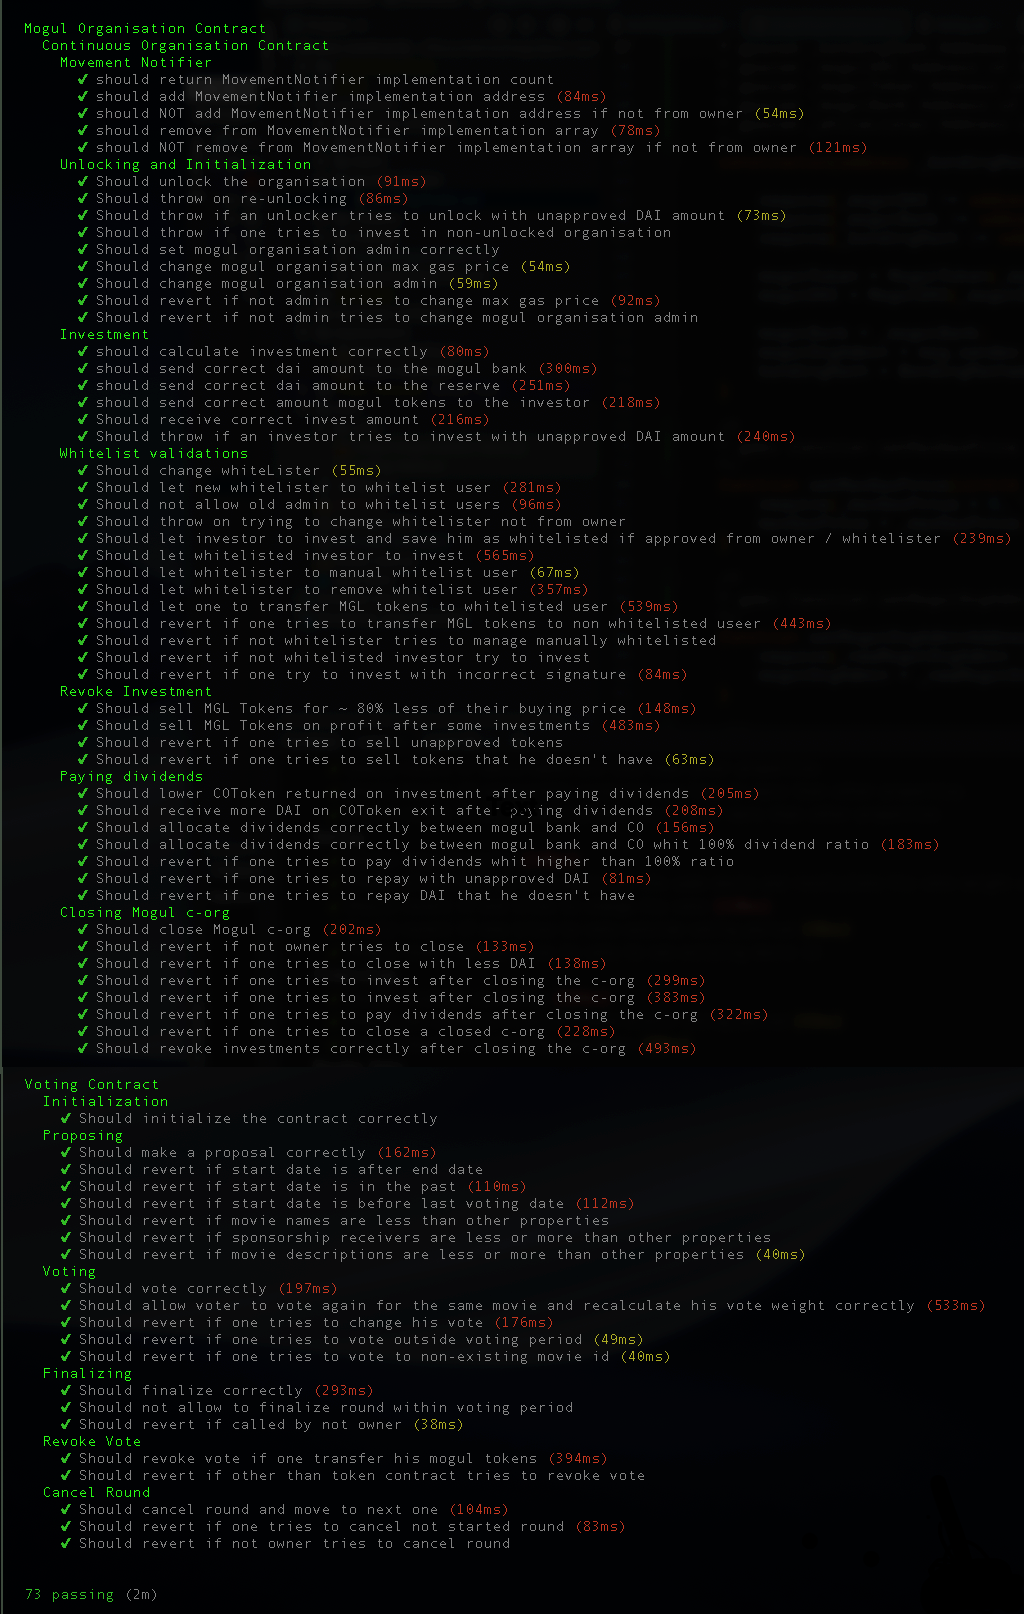 Mogul Organisation Contract
Continuous Organisation Contract
Movement Notifier
✓ should return MovementNotifier implementation count
✓ should add MovementNotifier implementation address (84ms)
✓ should NOT add MovementNotifier implementation address if not from owner (54ms)
✓ should remove from MovementNotifier implementation array (78ms)
✓ should NOT remove from MovementNotifier implementation array if not from owner (121ms)
Unlocking and Initialization
✓ Should unlock the organisation (91ms)
✓ Should throw on re-unlocking (86ms)
✓ Should throw if an unlocker tries to unlock with unapproved DAI amount (73ms)
✓ Should throw if one tries to invest in non-unlocked organisation
✓ Should set mogul organisation admin correctly
✓ Should change mogul organisation max gas price (54ms)
✓ Should change mogul organisation admin (59ms)
✓ Should revert if not admin tries to change max gas price (92ms)
✓ Should revert if not admin tries to change mogul organisation admin
Investment
✓ should calculate investment correctly (80ms)
✓ should send correct dai amount to the mogul bank (300ms)
✓ should send correct dai amount to the reserve (251ms)
✓ should send correct amount mogul tokens to the investor (218ms)
✓ Should receive correct invest amount (216ms)
✓ Should throw if an investor tries to invest with unapproved DAI amount (240ms)
Whitelist validations
✓ Should change whiteLister (55ms)
✓ Should let new whitelister to whitelist user (281ms)
✓ Should not allow old admin to whitelist users (96ms)
✓ Should throw on trying to change whitelister not from owner
✓ Should let investor to invest and save him as whitelisted if approved from owner / whitelister (239ms)
✓ Should let whitelisted investor to invest (565ms)
✓ Should let whitelister to manual whitelist user (67ms)
✓ Should let whitelister to remove whitelist user (357ms)
✓ Should let one to transfer MGL tokens to whitelisted user (539ms)
✓ Should revert if one tries to transfer MGL tokens to non whitelisted useer (443ms)
✓ Should revert if not whitelister tries to manage manually whitelisted
✓ Should revert if not whitelisted investor try to invest
✓ Should revert if one try to invest with incorrect signature (84ms)
Revoke Investment
✓ Should sell MGL Tokens for ~ 80% less of their buying price (148ms)
✓ Should sell MGL Tokens on profit after some investments (483ms)
✓ Should revert if one tries to sell unapproved tokens
✓ Should revert if one tries to sell tokens that he doesn't have (63ms)
Paying dividends
✓ Should lower COToken returned on investment after paying dividends (205ms)
✓ Should receive more DAI on COToken exit after paying dividends (208ms)
✓ Should allocate dividends correctly between mogul bank and CO (156ms)
✓ Should allocate dividends correctly between mogul bank and CO whit 100% dividend ratio (183ms)
✓ Should revert if one tries to pay dividends whit higher than 100% ratio
✓ Should revert if one tries to repay with unapproved DAI (81ms)
✓ Should revert if one tries to repay DAI that he doesn't have
Closing Mogul c-org
✓ Should close Mogul c-org (202ms)
✓ Should revert if not owner tries to close (133ms)
✓ Should revert if one tries to close with less DAI (138ms)
✓ Should revert if one tries to invest after closing the c-org (299ms)
✓ Should revert if one tries to invest after closing the c-org (383ms)
✓ Should revert if one tries to pay dividends after closing the c-org (322ms)
✓ Should revert if one tries to close a closed c-org (228ms)
✓ Should revoke investments correctly after closing the c-org (493ms)
Voting Contract
Initialization
✓ Should initialize the contract correctly
Proposing
✓ Should make a proposal correctly (162ms)
✓ Should revert if start date is after end date
✓ Should revert if start date is in the past (110ms)
✓ Should revert if start date is before last voting date (112ms)
✓ Should revert if movie names are less than other properties
✓ Should revert if sponsorship receivers are less or more than other properties
✓ Should revert if movie descriptions are less or more than other properties (40ms)
Voting
✓ Should vote correctly (197ms)
✓ Should allow voter to vote again for the same movie and recalculate his vote weight correctly (533ms)
✓ Should revert if one tries to change his vote (176ms)
✓ Should revert if one tries to vote outside voting period (49ms)
✓ Should revert if one tries to vote to non-existing movie id (40ms)
Finalizing
✓ Should finalize correctly (293ms)
✓ Should not allow to finalize round within voting period
✓ Should revert if called by not owner (38ms)
Revoke Vote
✓ Should revoke vote if one transfer his mogul tokens (394ms)
✓ Should revert if other than token contract tries to revoke vote
Cancel Round
✓ Should cancel round and move to next one (104ms)
✓ Should revert if one tries to cancel not started round (83ms)
✓ Should revert if not owner tries to cancel round
73 passing (2m)